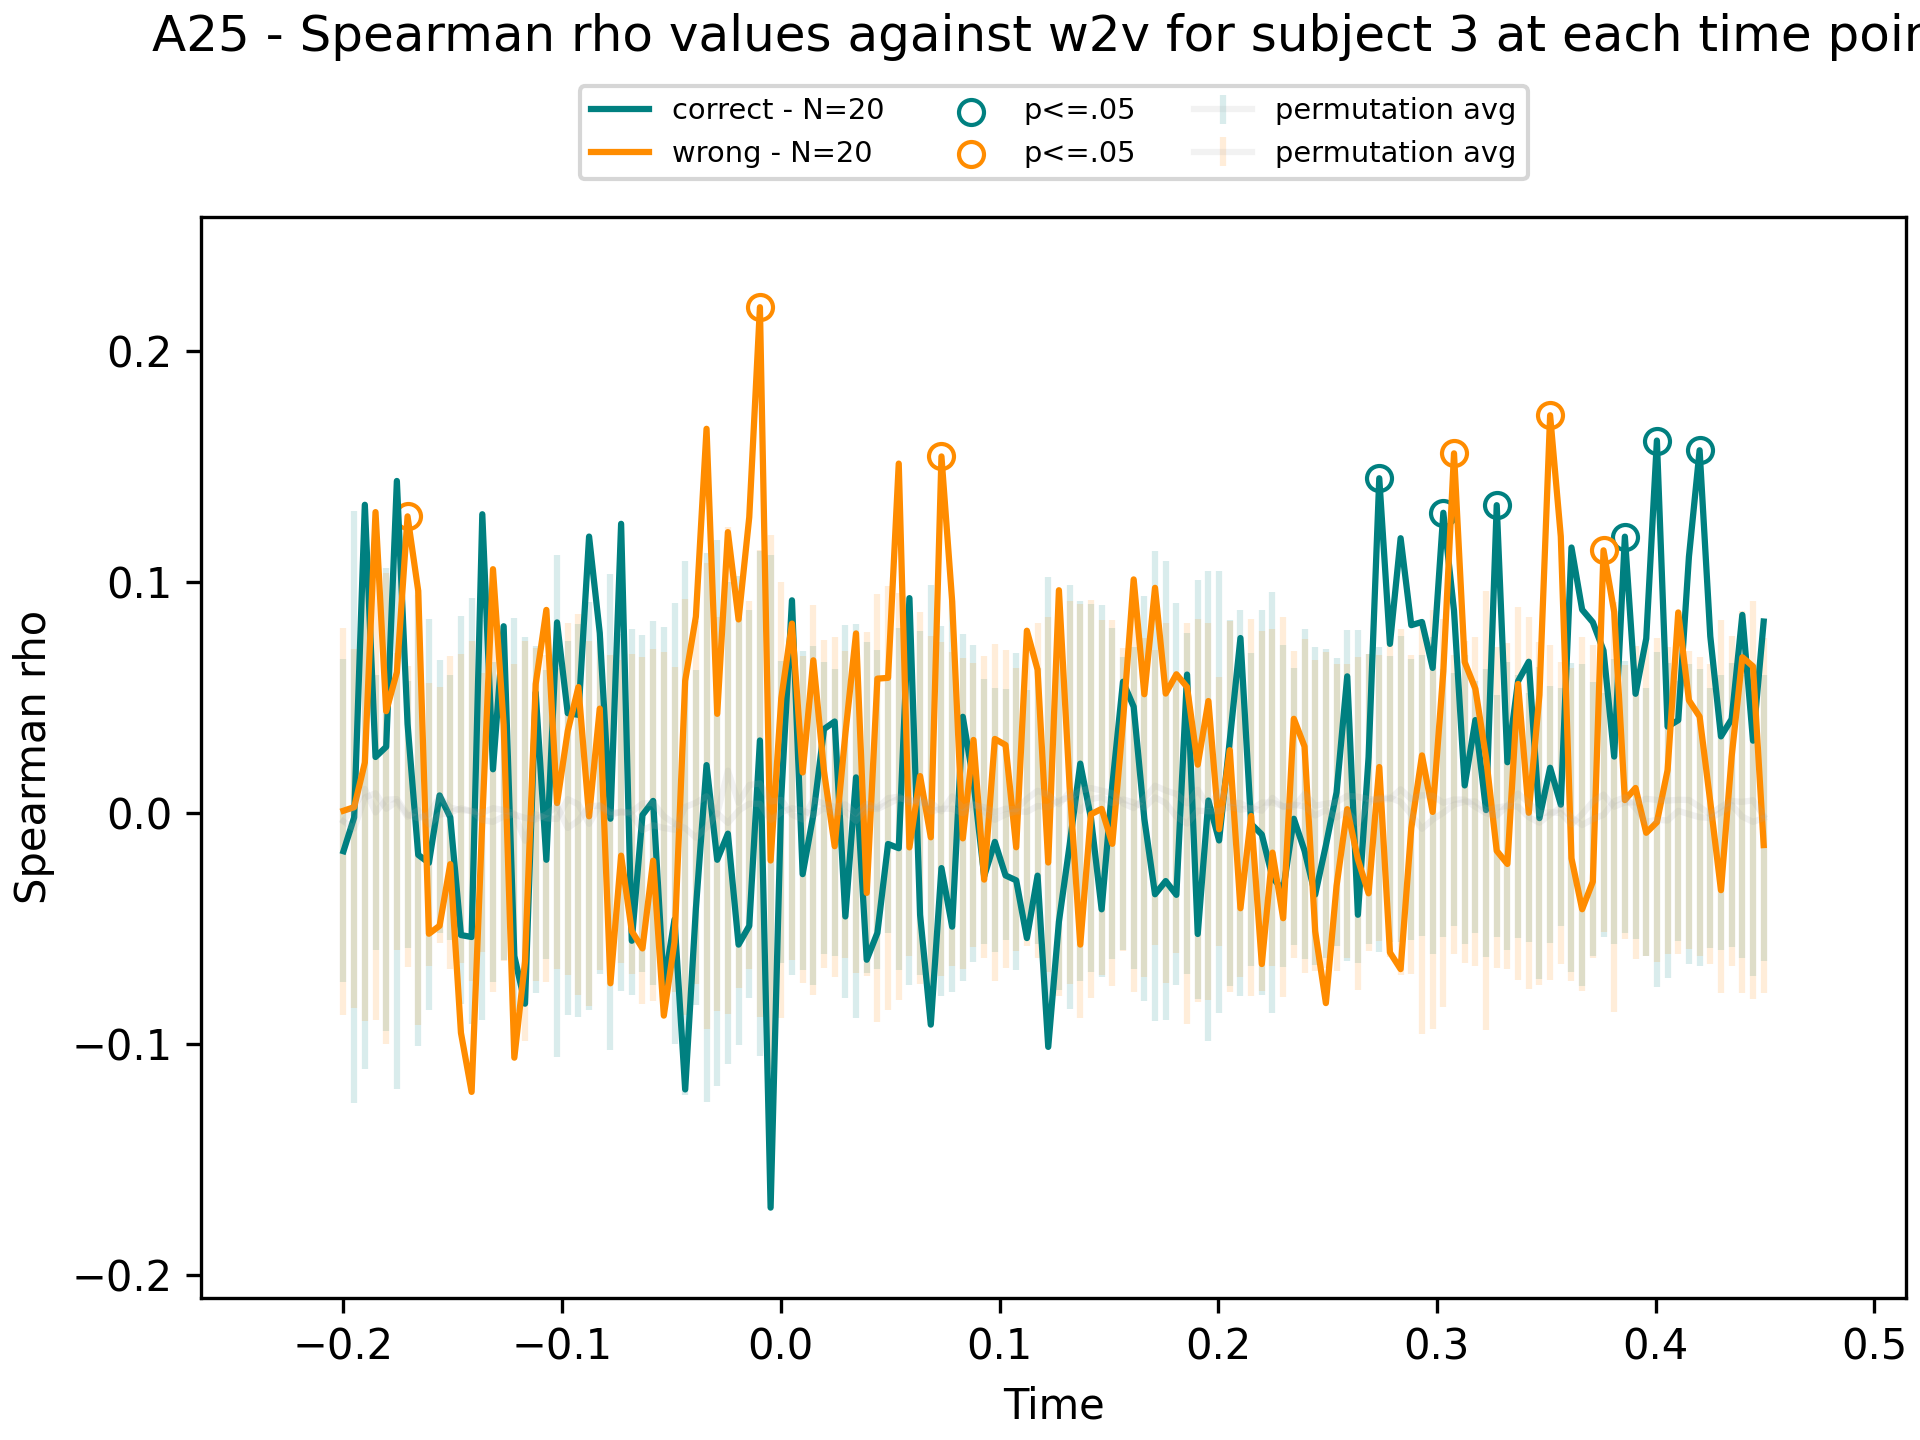 A25 - Spearman rho values against w2v for subject 3 at each time poin
correct - N=20 p<=.05 permutation avg
wrong - N=20 p<=.05 permutation avg
Spearman rho
0.2
0.1
0.0
−0.1
−0.2
−0.2 −0.1 0.0 0.1 0.2 0.3 0.4 0.5
Time